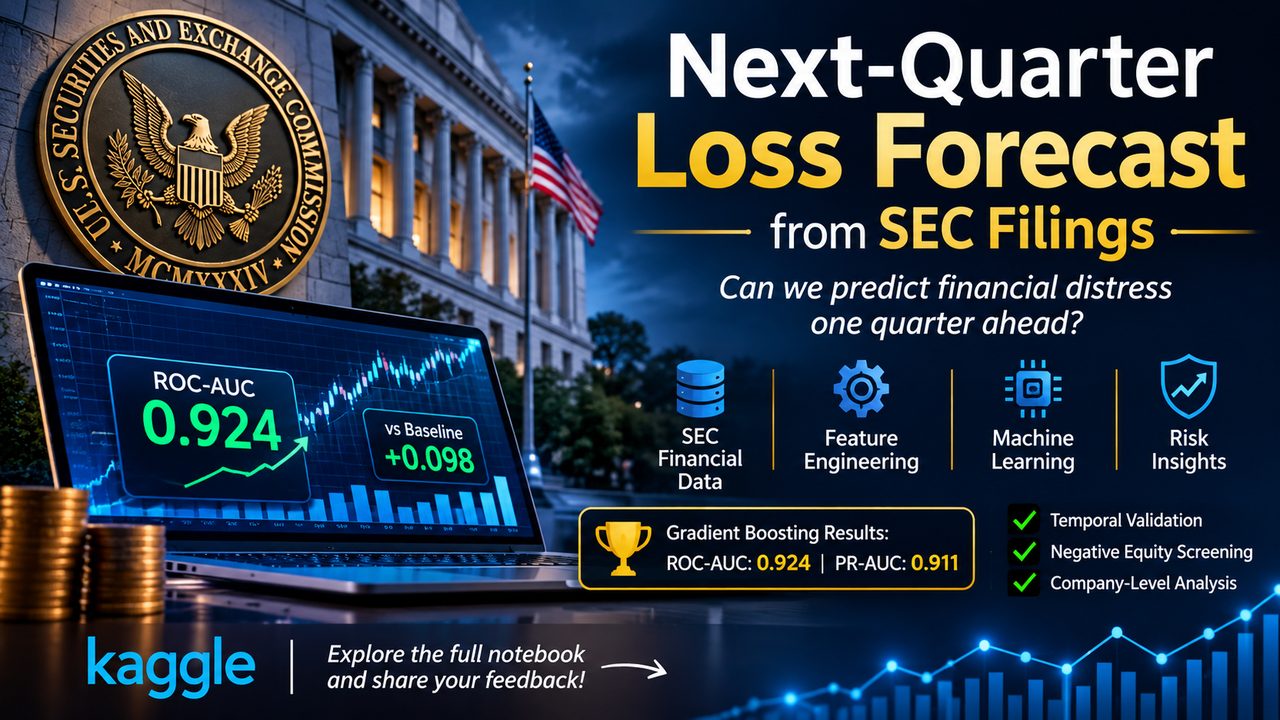 U.S. SECURITIES AND EXCHANGE COMMISSION
MCMXXXIV
Next-Quarter
Loss Forecast
from SEC Filings
Can we predict financial distress
one quarter ahead?
ROC-AUC
0.924
vs Baseline
+0.098
SEC
Financial
Data
Feature
Engineering
Machine
Learning
Risk
Insights
Gradient Boosting Results:
ROC-AUC: 0.924 | PR-AUC: 0.911
Temporal Validation
Negative Equity Screening
Company-Level Analysis
kaggle
Explore the full notebook
and share your feedback!